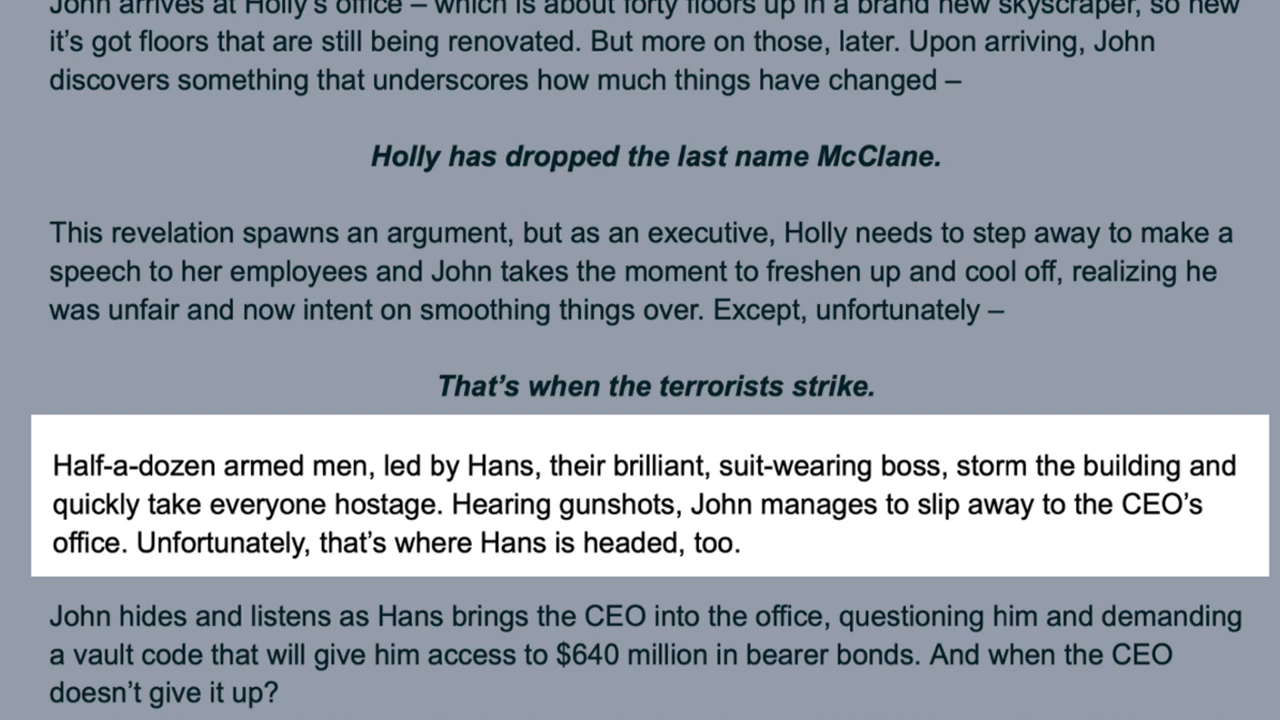 John arrives at Holly's office – which is about forty floors up in a brand new skyscraper, so new
it's got floors that are still being renovated. But more on those, later. Upon arriving, John
discovers something that underscores how much things have changed –
Holly has dropped the last name McClane.
This revelation spawns an argument, but as an executive, Holly needs to step away to make a
speech to her employees and John takes the moment to freshen up and cool off, realizing he
was unfair and now intent on smoothing things over. Except, unfortunately –
That's when the terrorists strike.
Half-a-dozen armed men, led by Hans, their brilliant, suit-wearing boss, storm the building and
quickly take everyone hostage. Hearing gunshots, John manages to slip away to the CEO's
office. Unfortunately, that's where Hans is headed, too.
John hides and listens as Hans brings the CEO into the office, questioning him and demanding
a vault code that will give him access to $640 million in bearer bonds. And when the CEO
doesn't give it up?